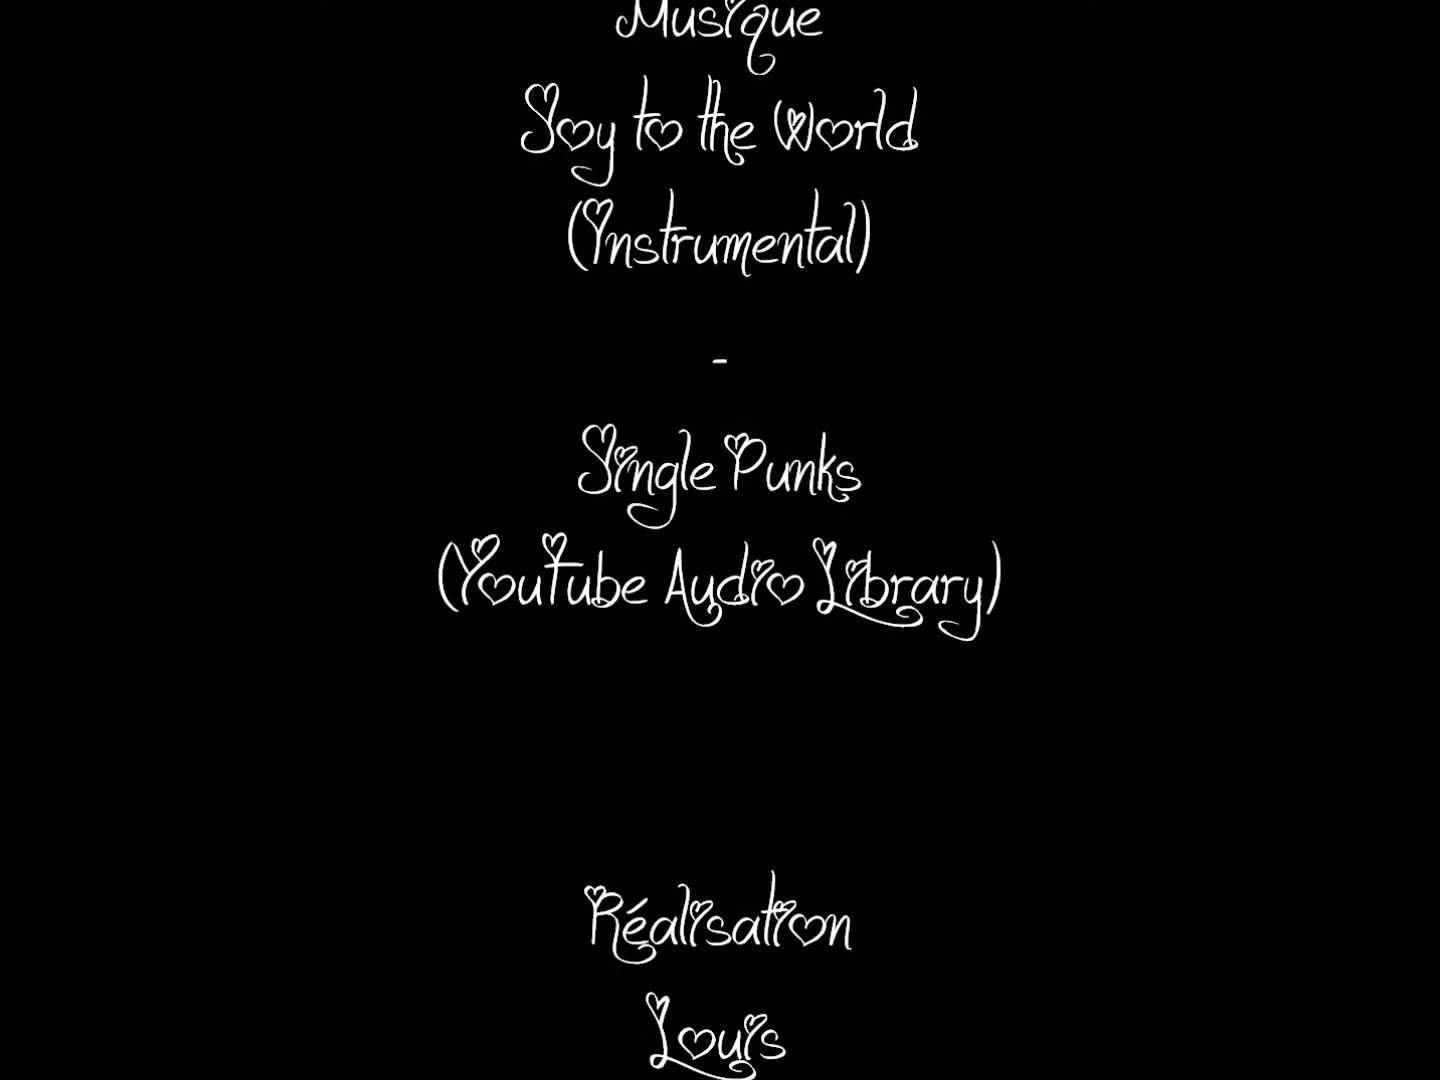 Musique
Joy to the World
(Instrumental)
-
Jingle Punks
(YouTube Audio Library)
Réalisation
Louis